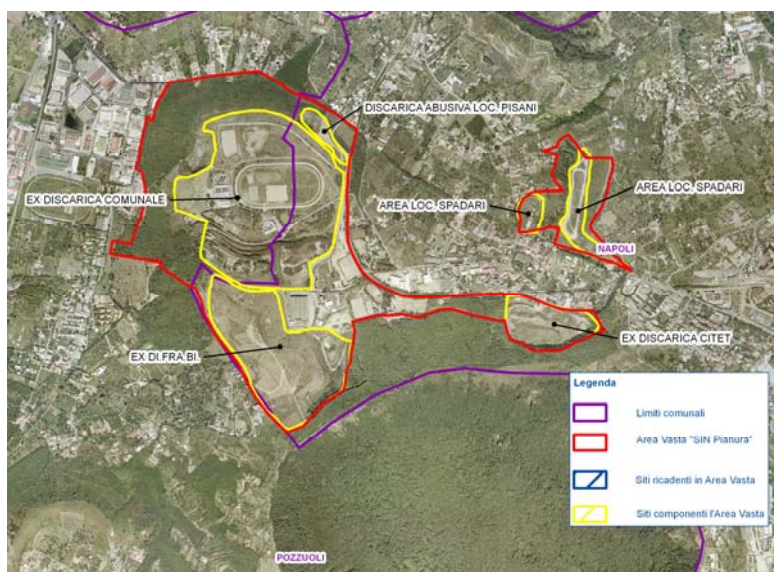 DISCARICA ABUSIVA LOC. PISANI
EX DISCARICA COMUNALE
AREA LOC. SPADARI
AREA LOC. SPADARI
NAPOLI
EX DI.FRA.BI.
EX DISCARICA CITET
Legenda
Limiti comunali
Area Vasta "SIN Pianura"
Siti ricadenti in Area Vasta
Siti componenti l'Area Vasta
POZZUOLI